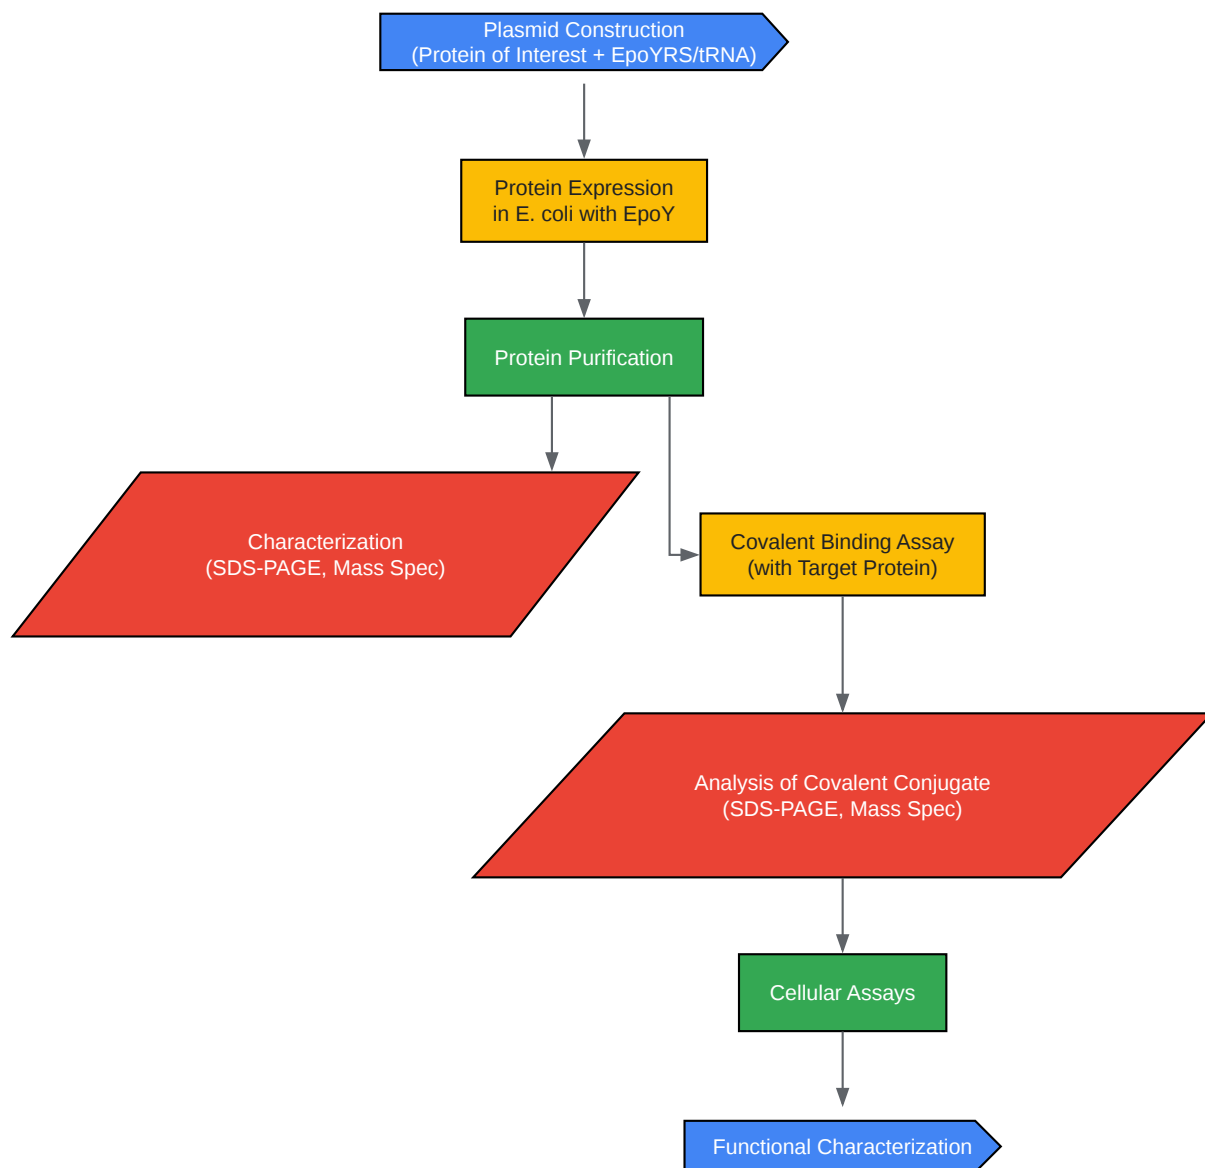 Plasmid Construction
(Protein of Interest + EpoYRS/tRNA)
Protein Expression
in E. coli with EpoY
Protein Purification
Characterization
(SDS-PAGE, Mass Spec)
Covalent Binding Assay
(with Target Protein)
Analysis of Covalent Conjugate
(SDS-PAGE, Mass Spec)
Cellular Assays
Functional Characterization